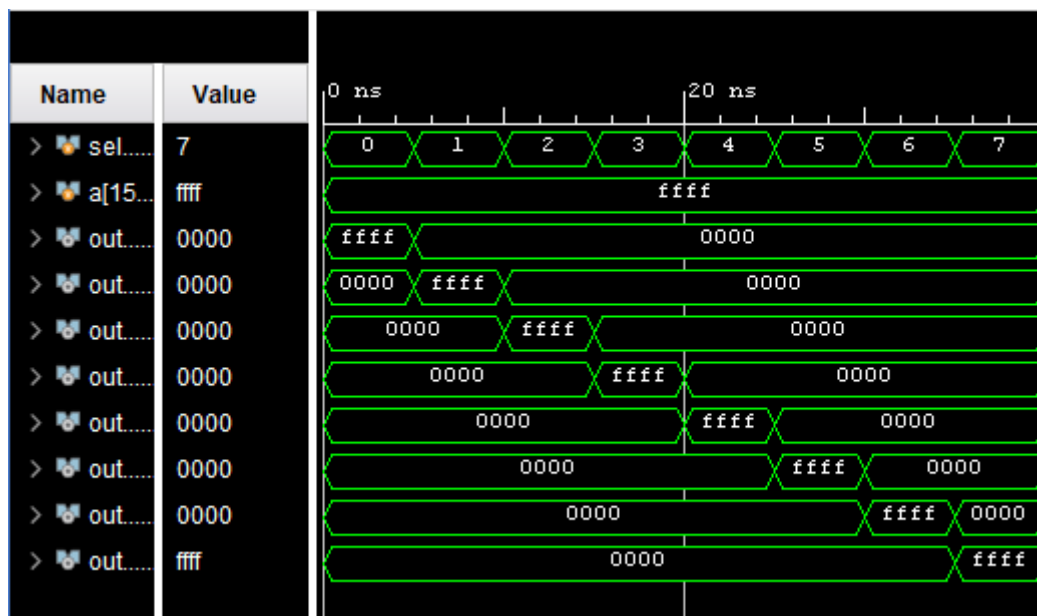 Name Value 0 ns 20 ns
sel..... 7 0 1 2 3 4 5 6 7
a[15... ffff ffff
out..... 0000 ffff 0000
out..... 0000 0000 ffff 0000
out..... 0000 0000 ffff 0000
out..... 0000 0000 ffff 0000
out..... 0000 0000 ffff 0000
out..... 0000 0000 ffff 0000
out..... 0000 0000 ffff 0000
out..... ffff 0000 ffff